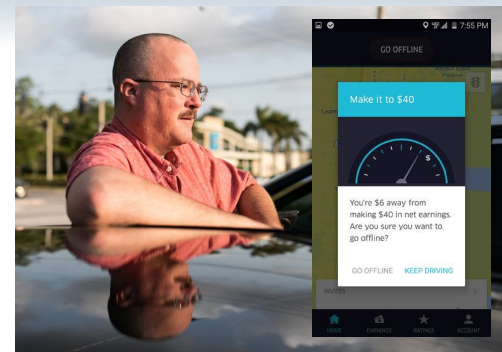 7:55 PM
GO OFFLINE
Make it to $40
$
You're $6 away from
making $40 in net earnings.
Are you sure you want to
go offline?
GO OFFLINE KEEP DRIVING
INVITES
HOME EARNINGS RATINGS ACCOUNT